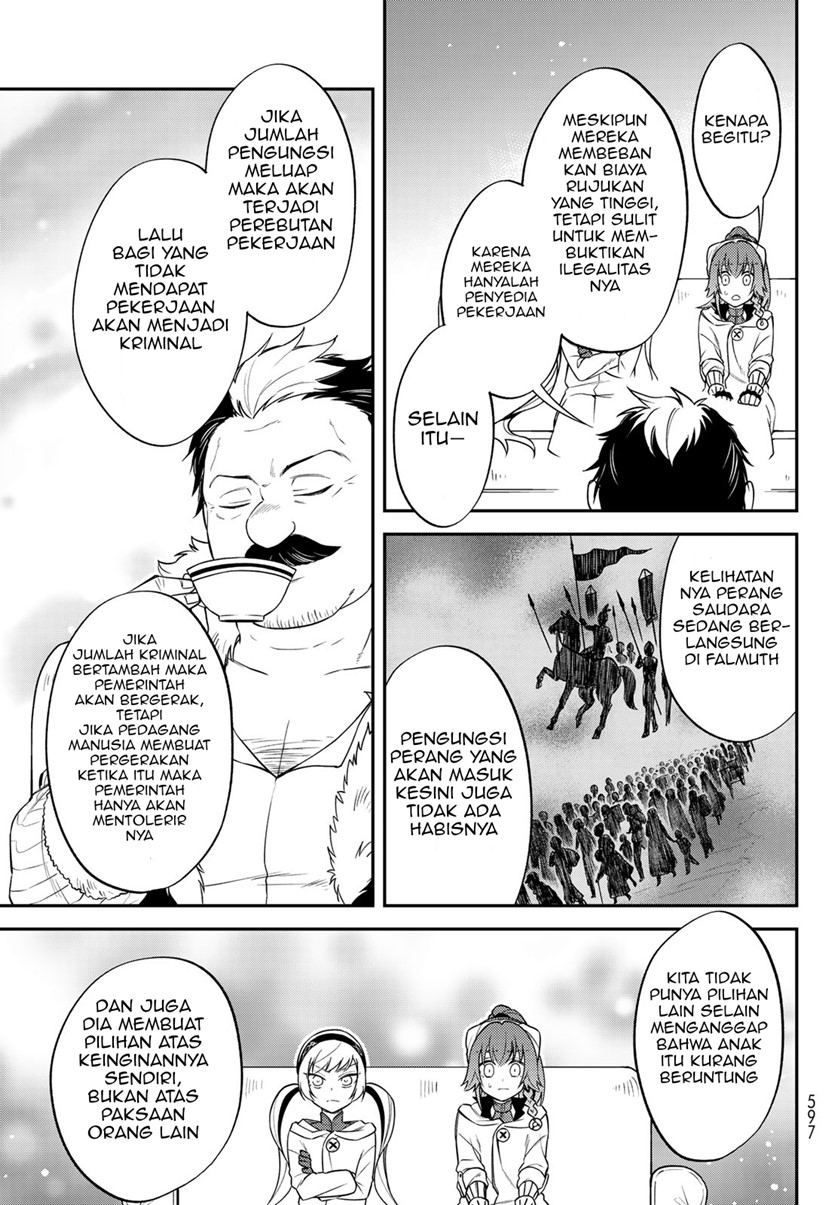 KENAPA
BEGITU?
MESKIPUN
MEREKA
MEMBEBAN
KAN BIAYA
RUJUKAN
YANG TINGGI,
TETAPI SULIT
UNTUK MEM-
BUKTIKAN
ILEGALITAS
NYA
KARENA
MEREKA
HANYALAH
PENYEDIA
PEKERJAAN
SELAIN
ITU—
KELIHATAN
NYA PERANG
SAUDARA
SEDANG BER-
LANGSUNG
DI FALMUTH
PENGUNGSI
PERANG YANG
AKAN MASUK
KESINI JUGA
TIDAK ADA
HABISNYA
JIKA
JUMLAH
PENGUNGSI
MELUAP
MAKA AKAN
TERJADI
PEREBUTAN
PEKERJAAN
LALU
BAGI YANG
TIDAK
MENDAPAT
PEKERJAAN
AKAN MENJADI
KRIMINAL
JIKA
JUMLAH KRIMINAL
BERTAMBAH MAKA
PEMERINTAH
AKAN BERGERAK,
TETAPI
JIKA PEDAGANG
MANUSIA MEMBUAT
PERGERAKAN
KETIKA ITU MAKA
PEMERINTAH
HANYA AKAN
MENTOLERIR
NYA
KITA TIDAK
PUNYA PILIHAN
LAIN SELAIN
MENGANGGAP
BAHWA ANAK
ITU KURANG
BERUNTUNG
DAN JUGA
DIA MEMBUAT
PILIHAN ATAS
KEINGINANNYA
SENDIRI,
BUKAN ATAS
PAKSAAN
ORANG LAIN
597